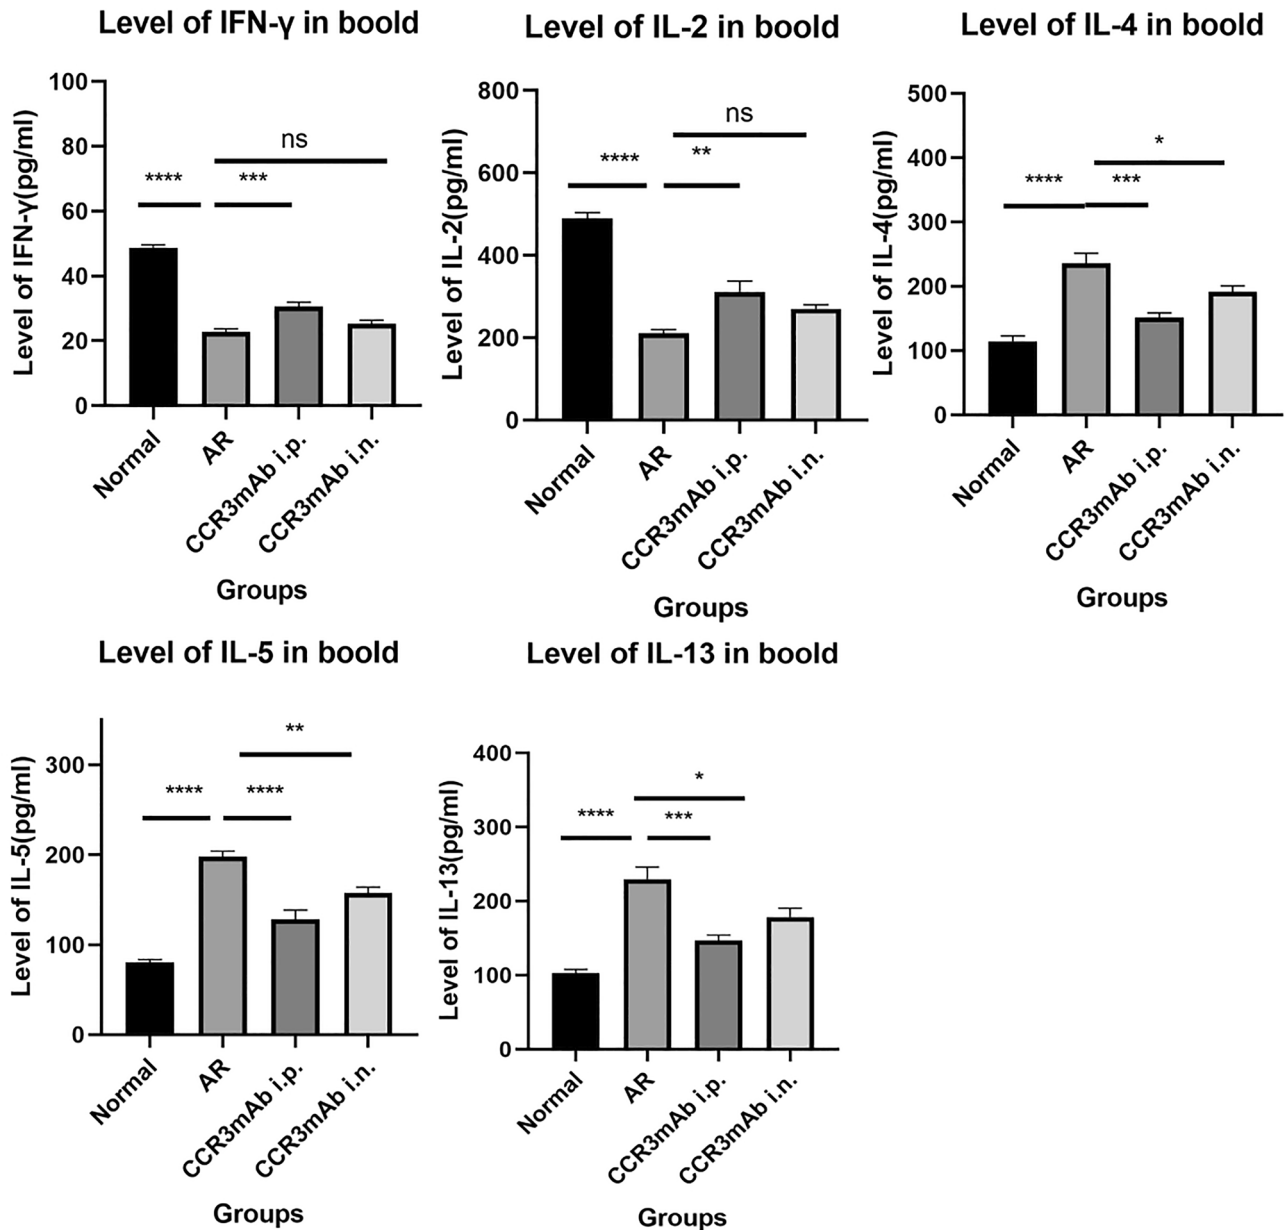 Level of IFN-γ in boold
Level of IFN-γ(pg/ml)
100
80
60
40
20
0
ns
**** ***
Normal
AR
CCR3mAb i.p.
CCR3mAb i.n.
Groups
Level of IL-2 in boold
Level of IL-2(pg/ml)
800
600
400
200
0
ns
**** **
Normal
AR
CCR3mAb i.p.
CCR3mAb i.n.
Groups
Level of IL-4 in boold
Level of IL-4(pg/ml)
500
400
300
200
100
0
*
**** ***
Normal
AR
CCR3mAb i.p.
CCR3mAb i.n.
Groups
Level of IL-5 in boold
Level of IL-5(pg/ml)
300
200
100
0
**
**** ****
Normal
AR
CCR3mAb i.p.
CCR3mAb i.n.
Groups
Level of IL-13 in boold
Level of IL-13(pg/ml)
400
300
200
100
0
*
**** ***
Normal
AR
CCR3mAb i.p.
CCR3mAb i.n.
Groups